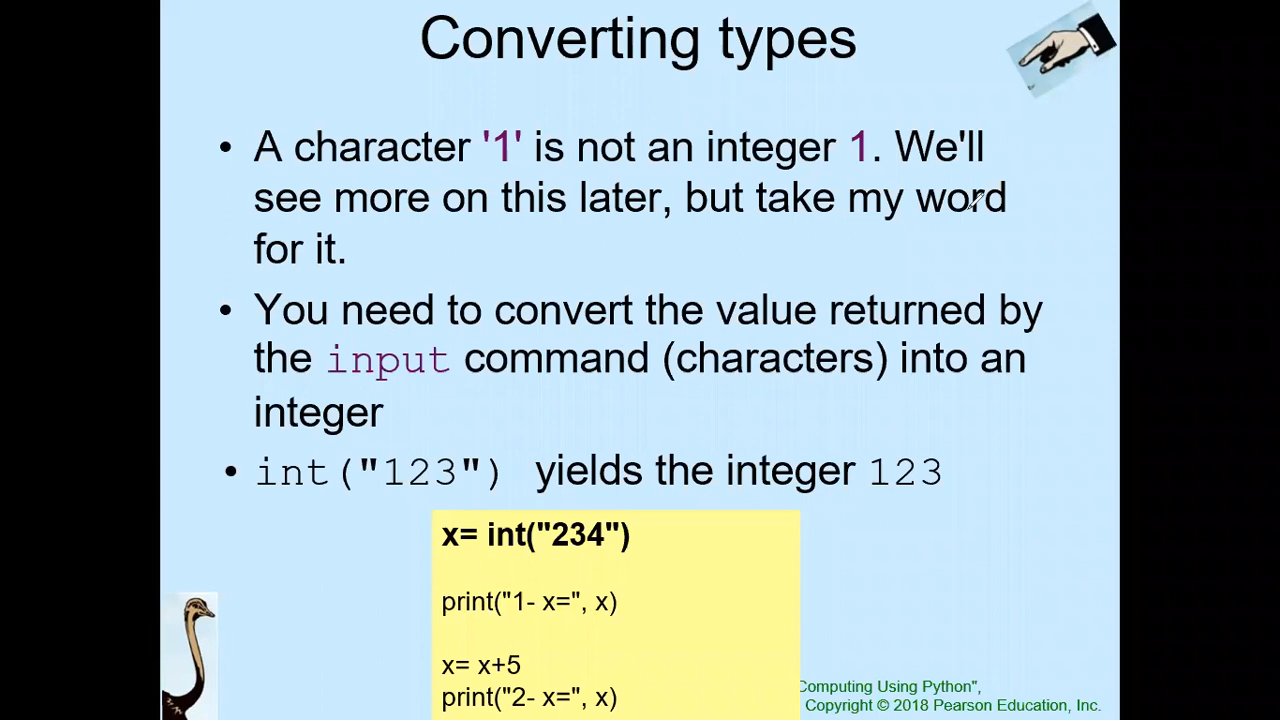 Converting types
• A character '1' is not an integer 1. We'll
see more on this later, but take my word
for it.
• You need to convert the value returned by
the input command (characters) into an
integer
• int("123") yields the integer 123
x= int("234")
print("1- x=", x)
x= x+5
print("2- x=", x)
Computing Using Python",
Copyright © 2018 Pearson Education, Inc.